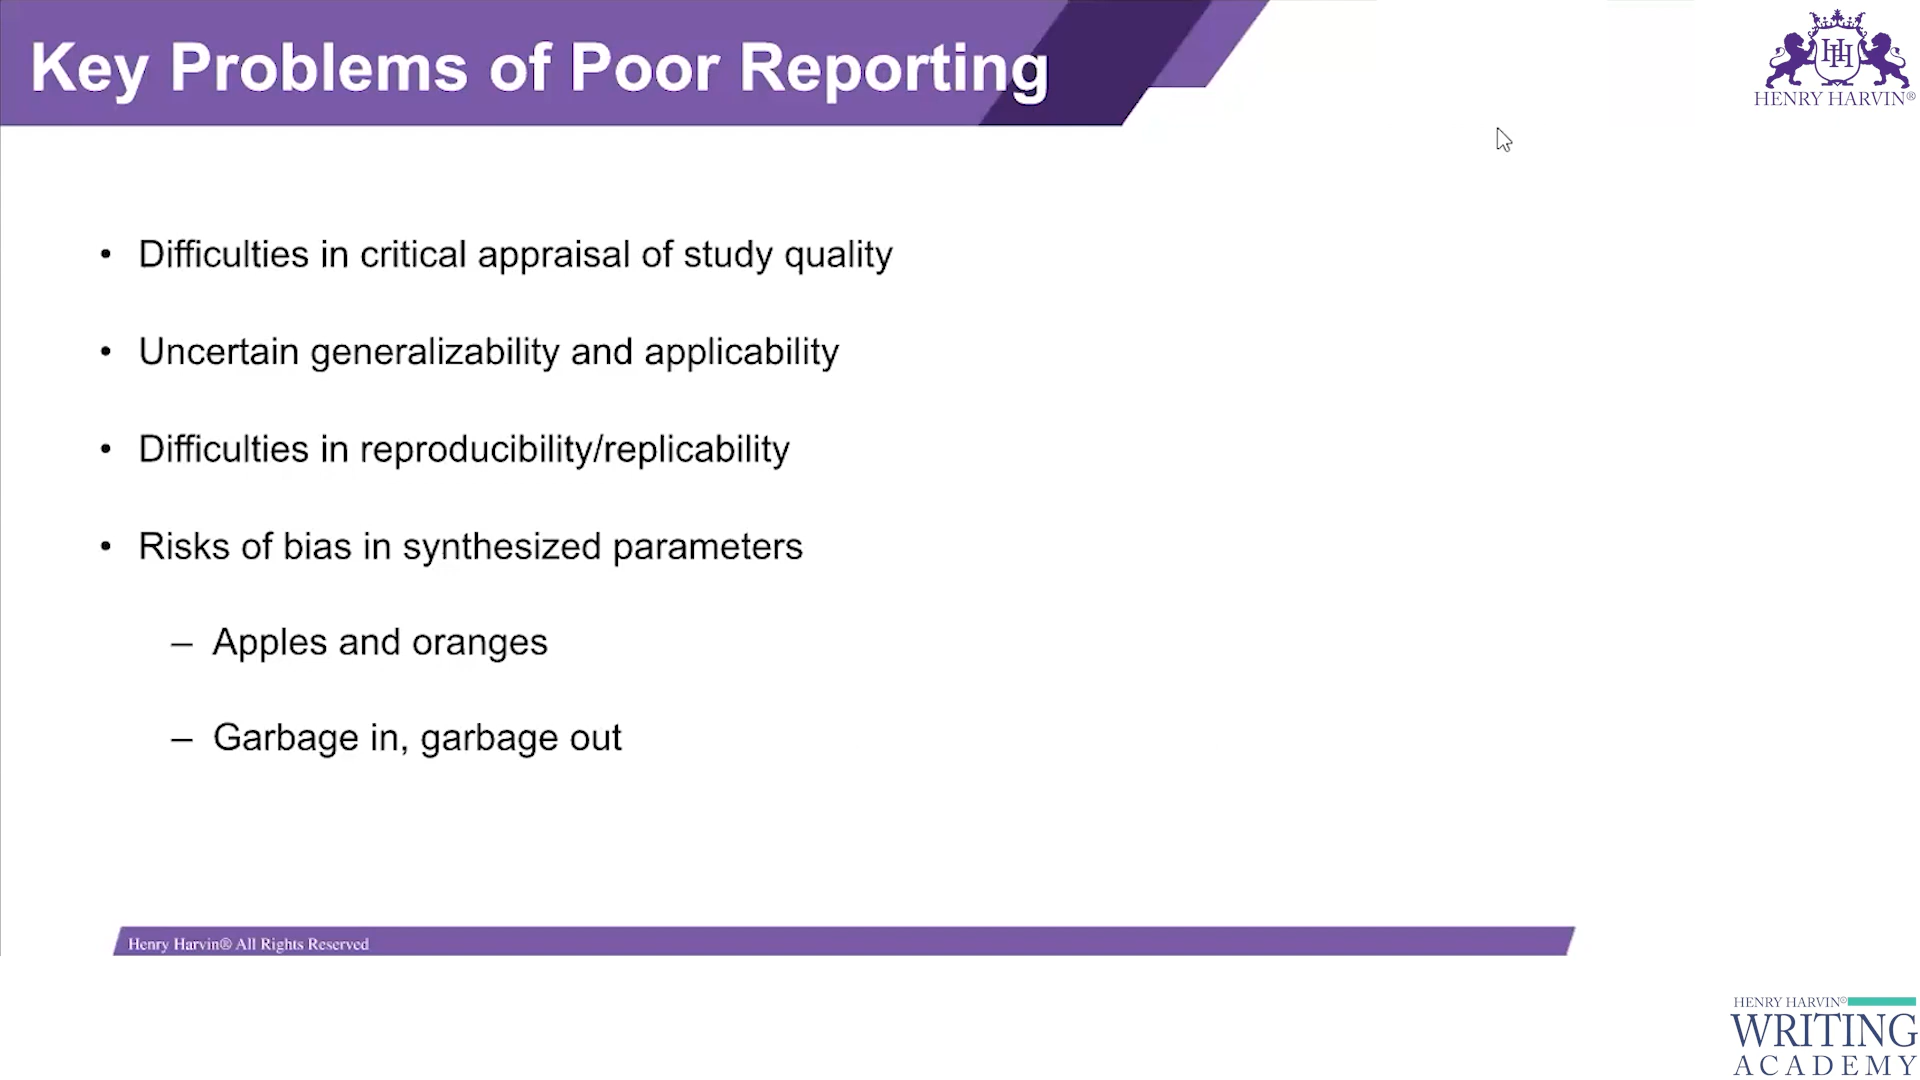 Key Problems of Poor Reporting
HH
HENRY HARVIN®
• Difficulties in critical appraisal of study quality
• Uncertain generalizability and applicability
• Difficulties in reproducibility/replicability
• Risks of bias in synthesized parameters
– Apples and oranges
– Garbage in, garbage out
Henry Harvin® All Rights Reserved
HENRY HARVIN®
WRITING
ACADEMY